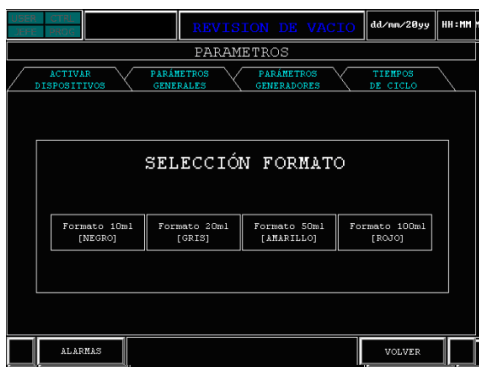 REVISION DE VACIO
dd/mm/20yy
HH:MM
PARAMETROS
ACTIVAR
DISPOSITIVOS
PARÁMETROS
GENERALES
PARÁMETROS
GENERADORES
TIEMPOS
DE CICLO
SELECCIÓN FORMATO
Formato 10ml
[NEGRO]
Formato 20ml
[GRIS]
Formato 50ml
[AMARILLO]
Formato 100ml
[ROJO]
ALARMAS
VOLVER